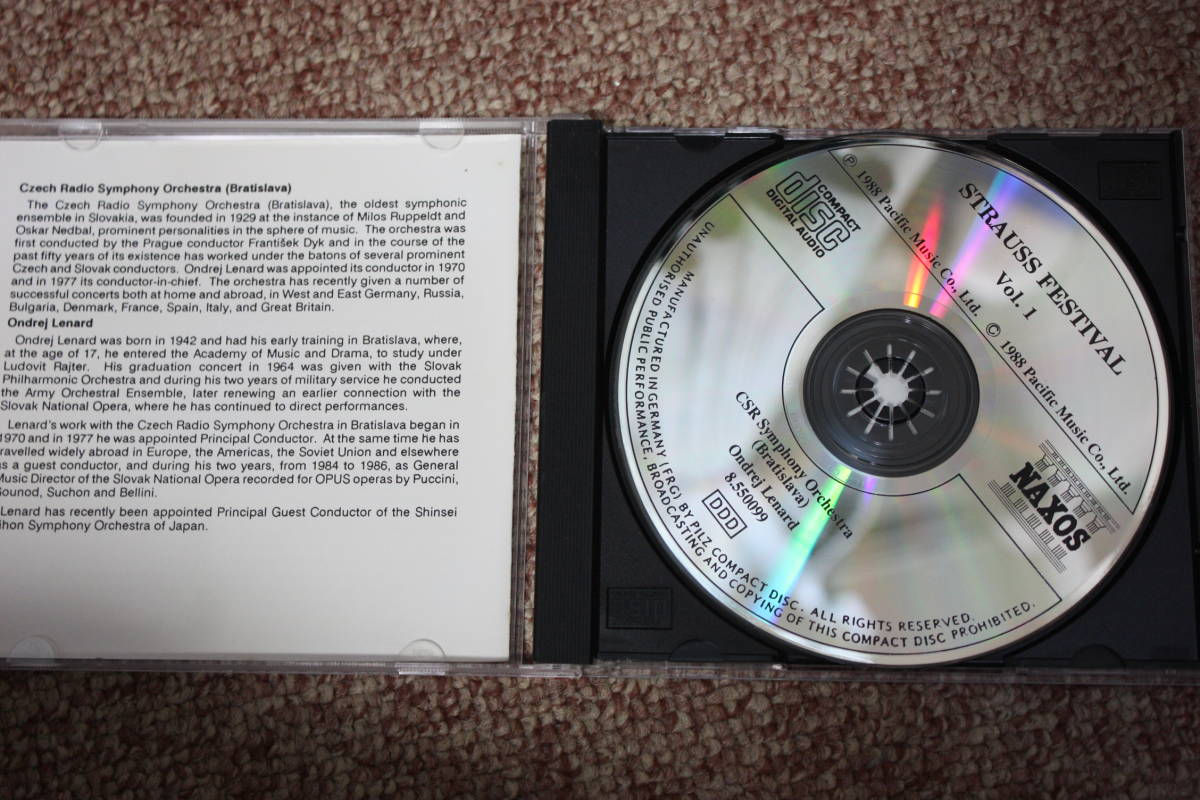 Czech Radio Symphony Orchestra (Bratislava)
The Czech Radio Symphony Orchestra (Bratislava), the oldest symphonic
ensemble in Slovakia, was founded in 1929 at the instance of Milos Ruppeldt and
Oskar Nedbal, prominent personalities in the sphere of music. The orchestra was
first conducted by the Prague conductor František Dyk and in the course of the
past fifty years of its existence has worked under the batons of several prominent
Czech and Slovak conductors. Ondrej Lenard was appointed its conductor in 1970
and in 1977 its conductor-in-chief. The orchestra has recently given a number of
successful concerts both at home and abroad, in West and East Germany, Russia,
Bulgaria, Denmark, France, Spain, Italy, and Great Britain.
Ondrej Lenard
Ondrej Lenard was born in 1942 and had his early training in Bratislava, where,
at the age of 17, he entered the Academy of Music and Drama, to study under
Ludovit Rajter. His graduation concert in 1964 was given with the Slovak
Philharmonic Orchestra and during his two years of military service he conducted
the Army Orchestral Ensemble, later renewing an earlier connection with the
Slovak National Opera, where he has continued to direct performances.
Lenard's work with the Czech Radio Symphony Orchestra in Bratislava began in
1970 and in 1977 he was appointed Principal Conductor. At the same time he has
ravelled widely abroad in Europe, the Americas, the Soviet Union and elsewhere
as a guest conductor, and during his two years, from 1984 to 1986, as General
Music Director of the Slovak National Opera recorded for OPUS operas by Puccini,
Gounod, Suchon and Bellini.
Lenard has recently been appointed Principal Guest Conductor of the Shinsei
ihon Symphony Orchestra of Japan.
COMPACT
disc
DIGITAL AUDIO
℗ 1988 Pacific Music Co., Ltd. © 1988 Pacific Music Co., Ltd.
STRAUSS FESTIVAL
Vol. 1
NAXOS
CSR Symphony Orchestra
(Bratislava)
Ondrej Lenard
8.550099
DDD
MANUFACTURED IN GERMANY (FRG) BY PILZ COMPACT DISC. ALL RIGHTS RESERVED.
UNAUTHORISED PUBLIC PERFORMANCE, BROADCASTING AND COPYING OF THIS COMPACT DISC PROHIBITED.